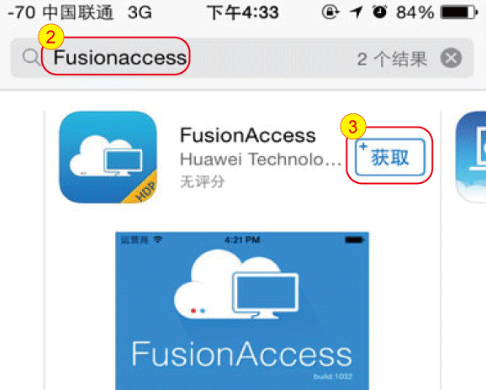 -70 中国联通 3G 下午4:33 84%
2
Fusionaccess 2 个结果
FusionAccess
3
Huawei Technolo... +获取
无评分
HDP
运营商 4:21 PM
FusionAccess
build:1032